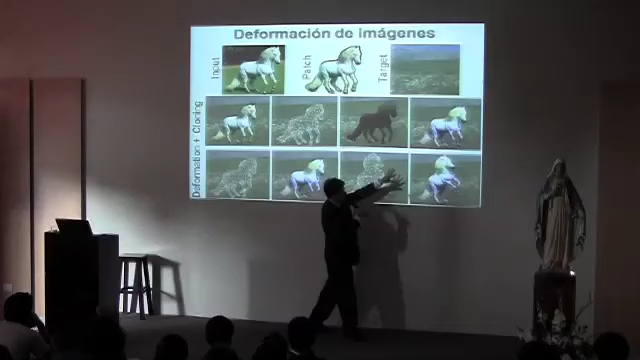 Deformación de imágenes
Input
Patch
Target
Deformation + Cloning